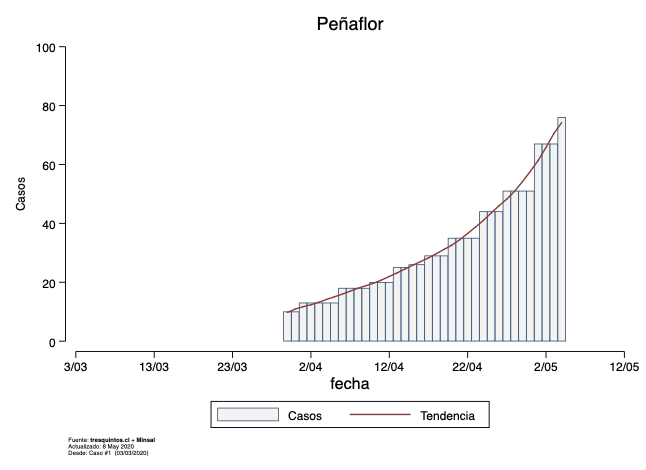 Peñaflor
100
80
60
40
20
0
Casos
3/03 13/03 23/03 2/04 12/04 22/04 2/05 12/05
fecha
Casos Tendencia
Fuente: tresquintos.cl + Minsal
Actualizado: 8 May 2020
Desde: Caso #1 (03/03/2020)